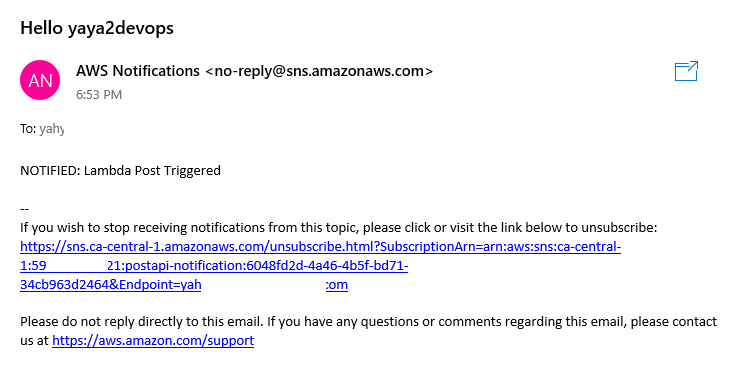 Hello yaya2devops
AN
AWS Notifications <no-reply@sns.amazonaws.com>
6:53 PM
To: yahy
NOTIFIED: Lambda Post Triggered
--
If you wish to stop receiving notifications from this topic, please click or visit the link below to unsubscribe:
https://sns.ca-central-1.amazonaws.com/unsubscribe.html?SubscriptionArn=arn:aws:sns:ca-central-
1:59 21:postapi-notification:6048fd2d-4a46-4b5f-bd71-
34cb963d2464&Endpoint=yah :om
Please do not reply directly to this email. If you have any questions or comments regarding this email, please contact
us at https://aws.amazon.com/support